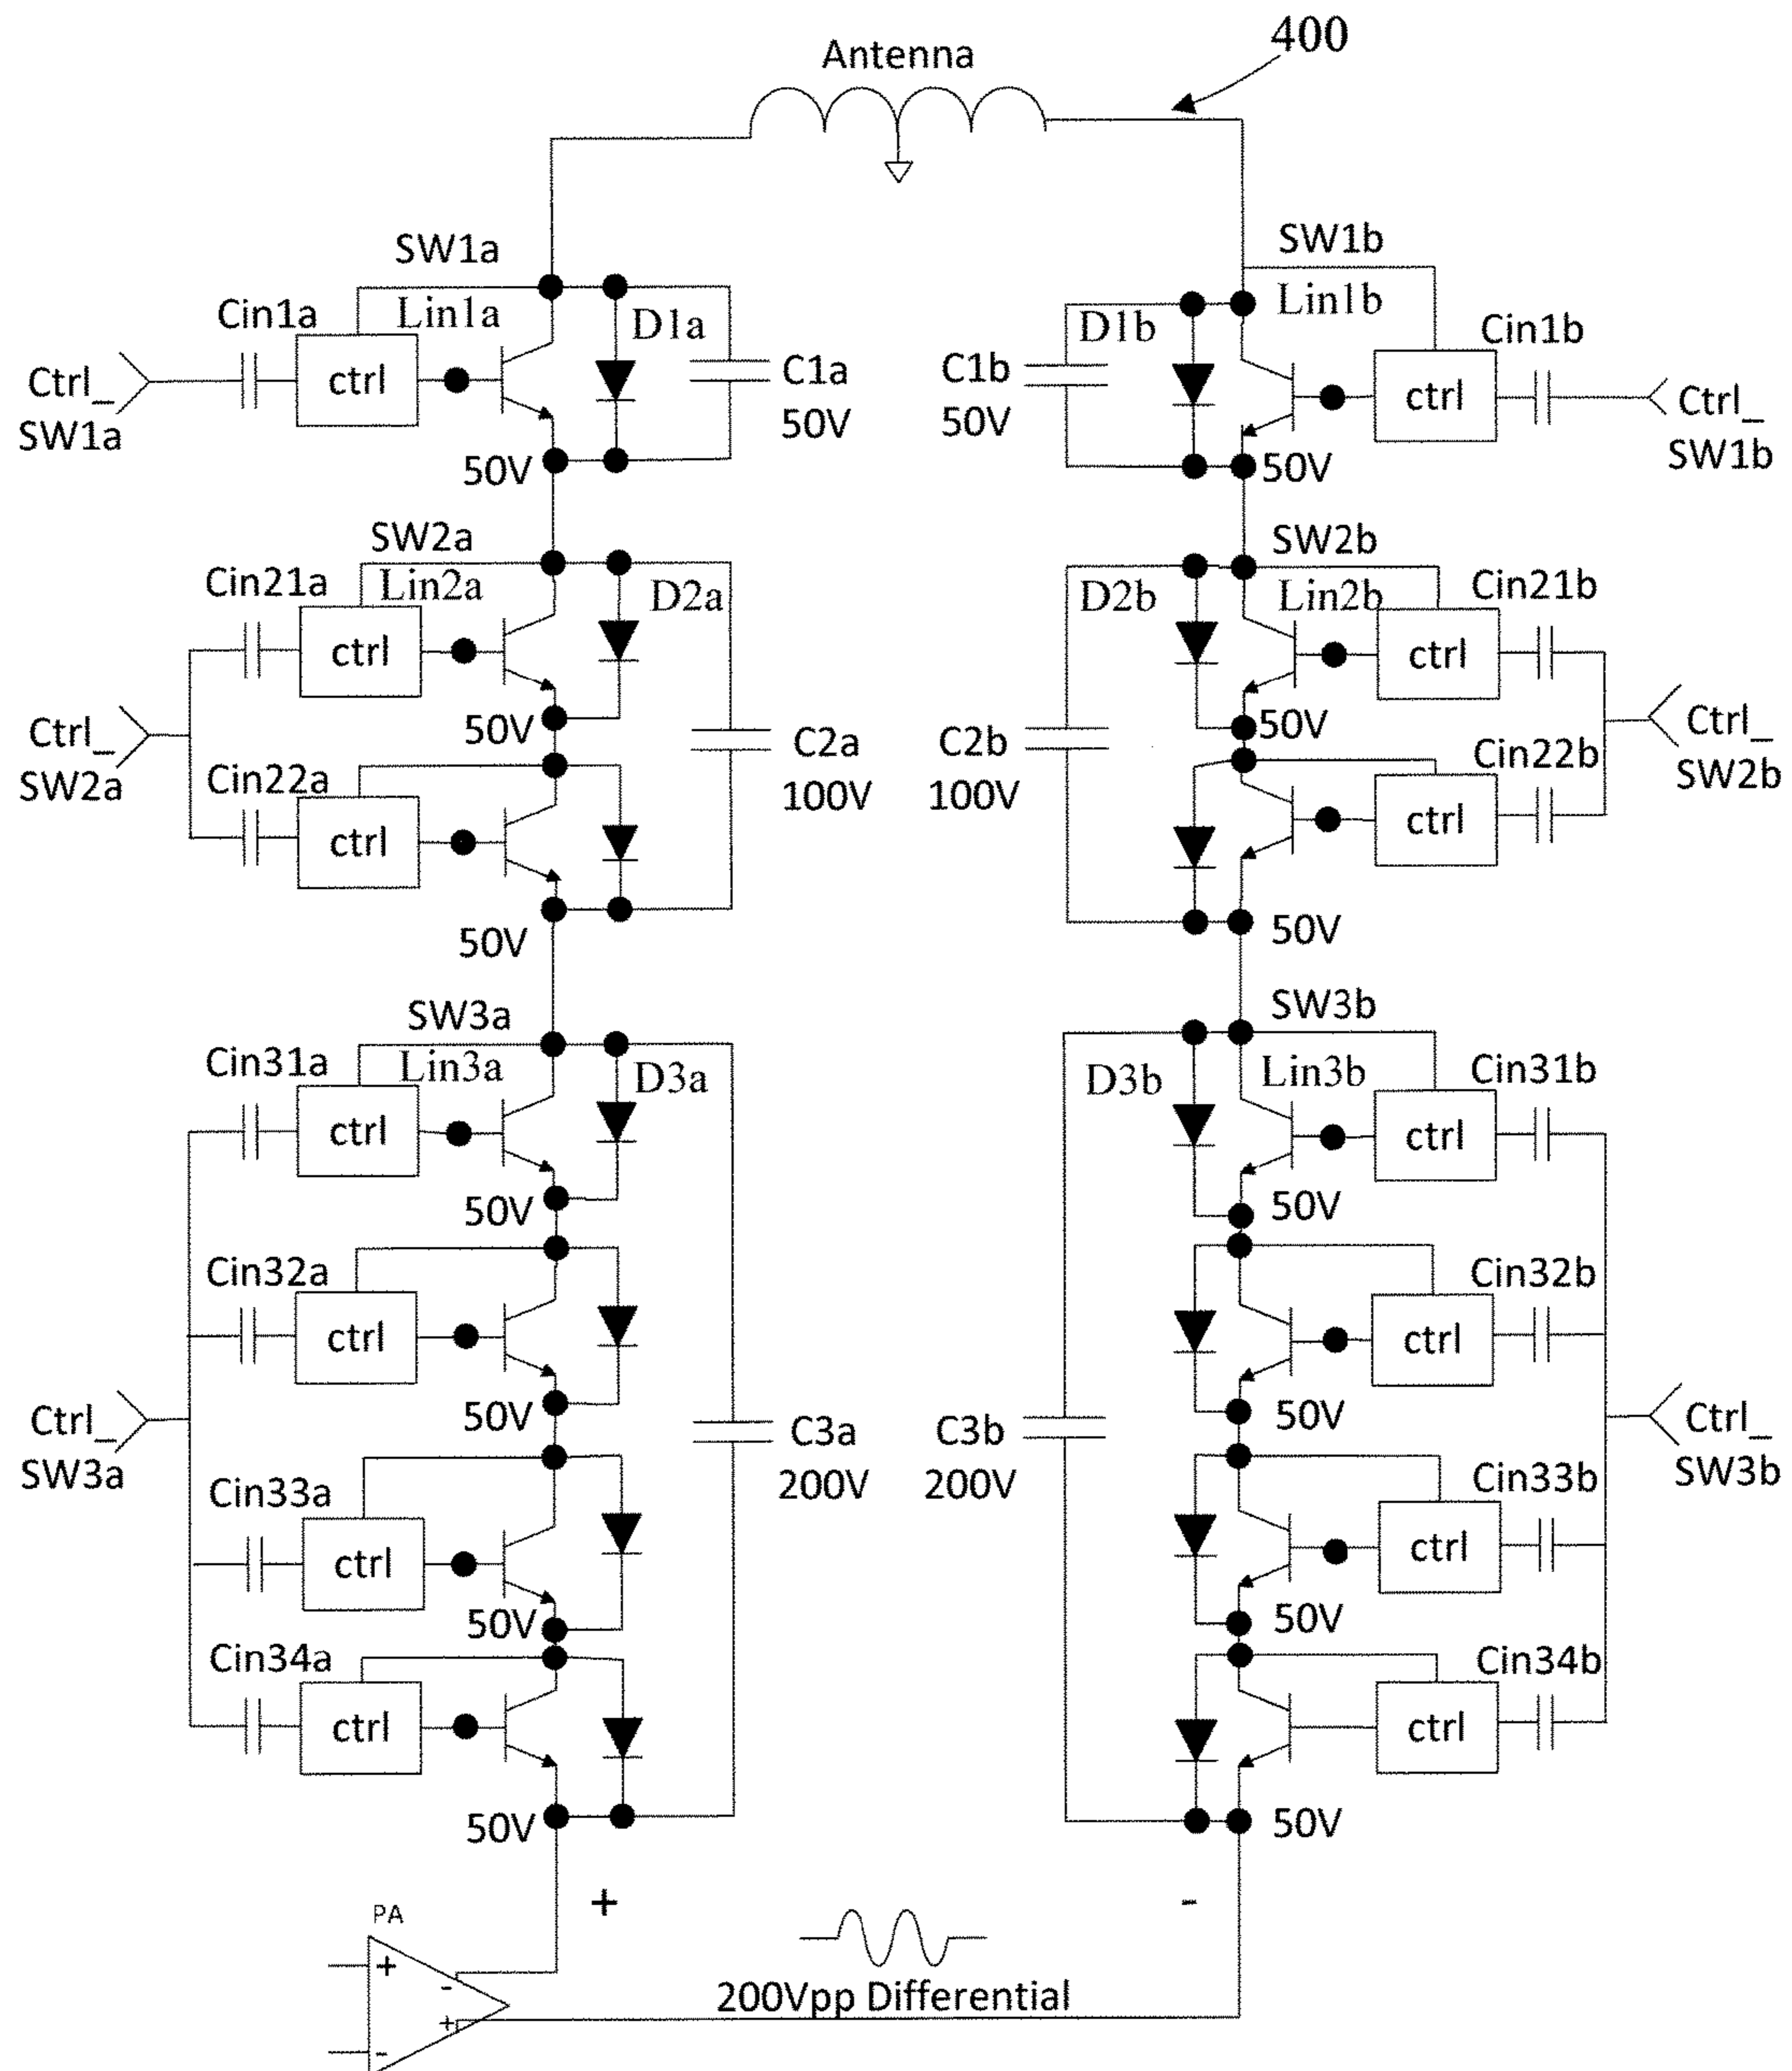 400
Antenna
SW1a
SW1b
Cin1a
Lin1a
D1a
D1b
Lin1b
Cin1b
Ctrl_
SW1a
ctrl
C1a
50V
C1b
50V
ctrl
Ctrl_
SW1b
50V
50V
SW2a
SW2b
Cin21a
Lin2a
D2a
D2b
Lin2b
Cin21b
ctrl
ctrl
Ctrl_
SW2a
50V
C2a
100V
C2b
100V
50V
Ctrl_
SW2b
Cin22a
Cin22b
ctrl
ctrl
50V
50V
SW3a
SW3b
Cin31a
Lin3a
D3a
D3b
Lin3b
Cin31b
ctrl
ctrl
50V
50V
Cin32a
Cin32b
ctrl
ctrl
50V
50V
Ctrl_
SW3a
C3a
200V
C3b
200V
Ctrl_
SW3b
Cin33a
Cin33b
ctrl
ctrl
50V
50V
Cin34a
Cin34b
ctrl
ctrl
50V
50V
+
-
PA
+
-
-
+
200Vpp Differential